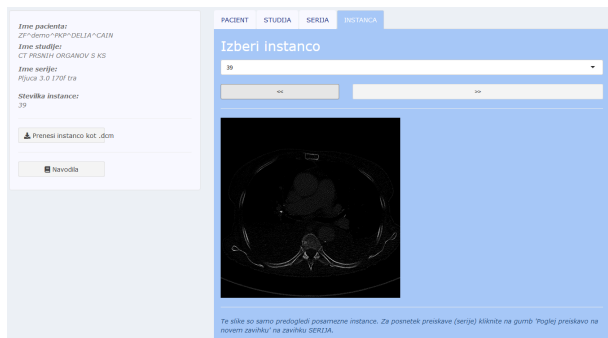 Ime pacienta:
ZF^demo^PKP^DELIA^CAIN
Ime studije:
CT PRSNIH ORGANOV S KS
Ime serije:
Pljuca 3.0 I70f tra
Stevilka instance:
39
Prenesi instanco kot .dcm
Navodila
PACIENT STUDIJA SERIJA INSTANCA
Izberi instanco
39
<< >>
Te slike so samo predogledi posamezne instance. Za posnetek preiskave (serije) kliknite na gumb 'Poglej preiskavo na
novem zavihku' na zavihku SERIJA.